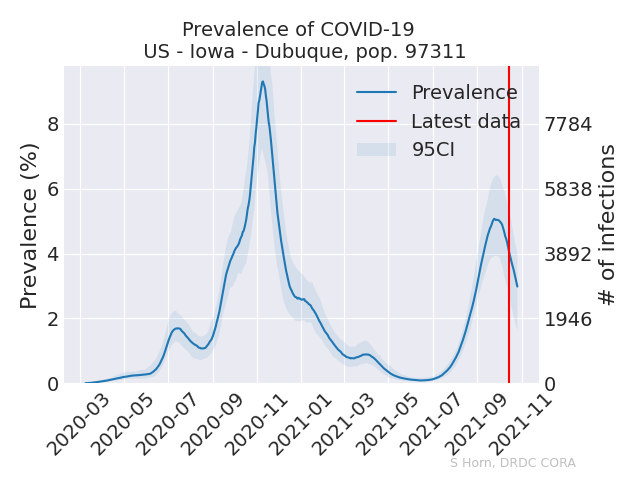 Prevalence of COVID-19
US - Iowa - Dubuque, pop. 97311
Prevalence
Latest data
95CI
Prevalence (%)
8
6
4
2
0
7784
5838
3892
1946
0
# of infections
2020-03
2020-05
2020-07
2020-09
2020-11
2021-01
2021-03
2021-05
2021-07
2021-09
2021-11
S Horn, DRDC CORA